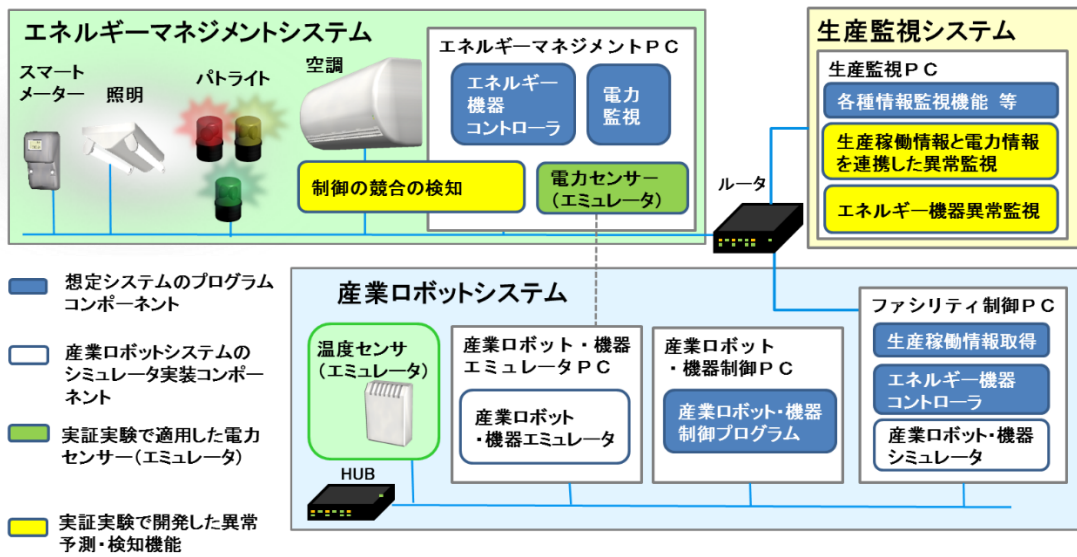 エネルギーマネジメントシステム
スマート
メーター
照明
パトライト
空調
エネルギーマネジメントPC
エネルギー
機器
コントローラ
電力
監視
制御の競合の検知
電力センサー
(エミュレータ)
ルータ
生産監視システム
生産監視PC
各種情報監視機能 等
生産稼働情報と電力情報
を連携した異常監視
エネルギー機器異常監視
想定システムのプログラム
コンポーネント
産業ロボットシステムの
シミュレータ実装コンポー
ネント
実証実験で適用した電力
センサー(エミュレータ)
実証実験で開発した異常
予測・検知機能
産業ロボットシステム
温度センサ
(エミュレータ)
HUB
産業ロボット・機器
エミュレータPC
産業ロボット
・機器エミュレータ
産業ロボット
・機器制御PC
産業ロボット・機器
制御プログラム
ファシリティ制御PC
生産稼働情報取得
エネルギー機器
コントローラ
産業ロボット・機器
シミュレータ